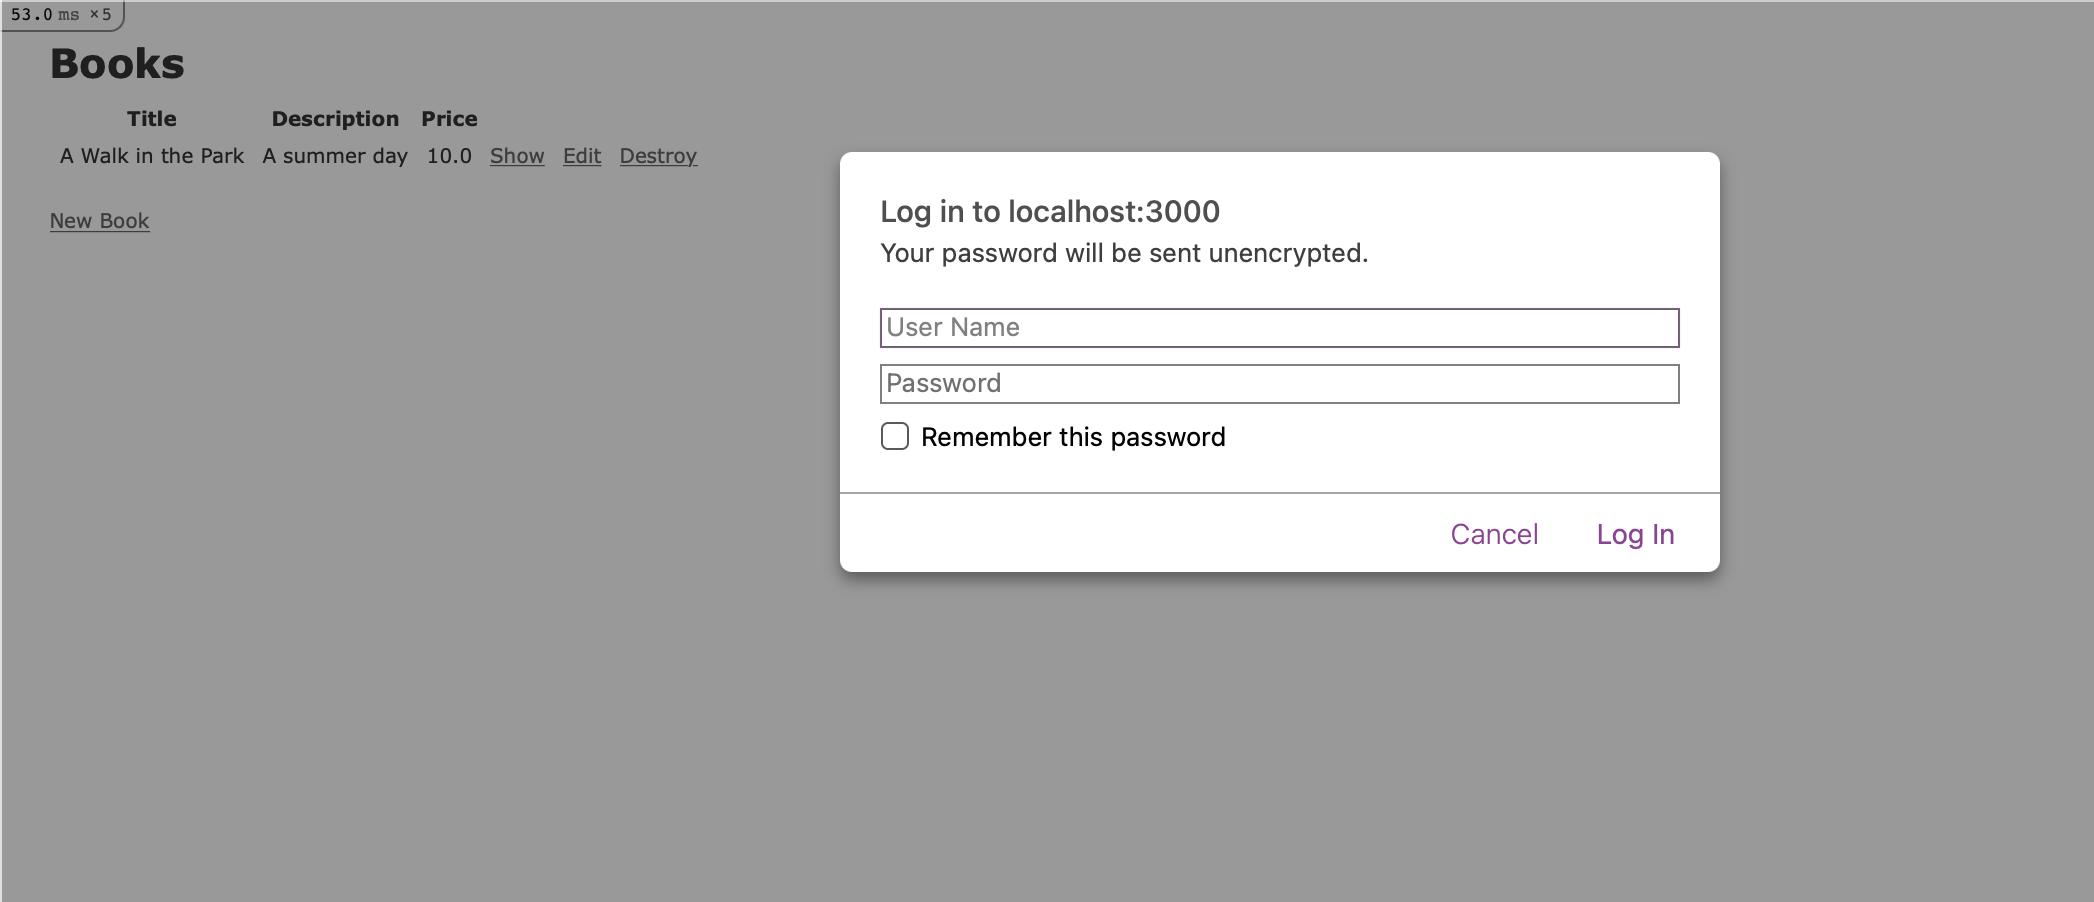 53.0 ms ×5
Books
Title Description Price
A Walk in the Park A summer day 10.0 Show Edit Destroy
New Book
Log in to localhost:3000
Your password will be sent unencrypted.
User Name
Password
Remember this password
Cancel Log In